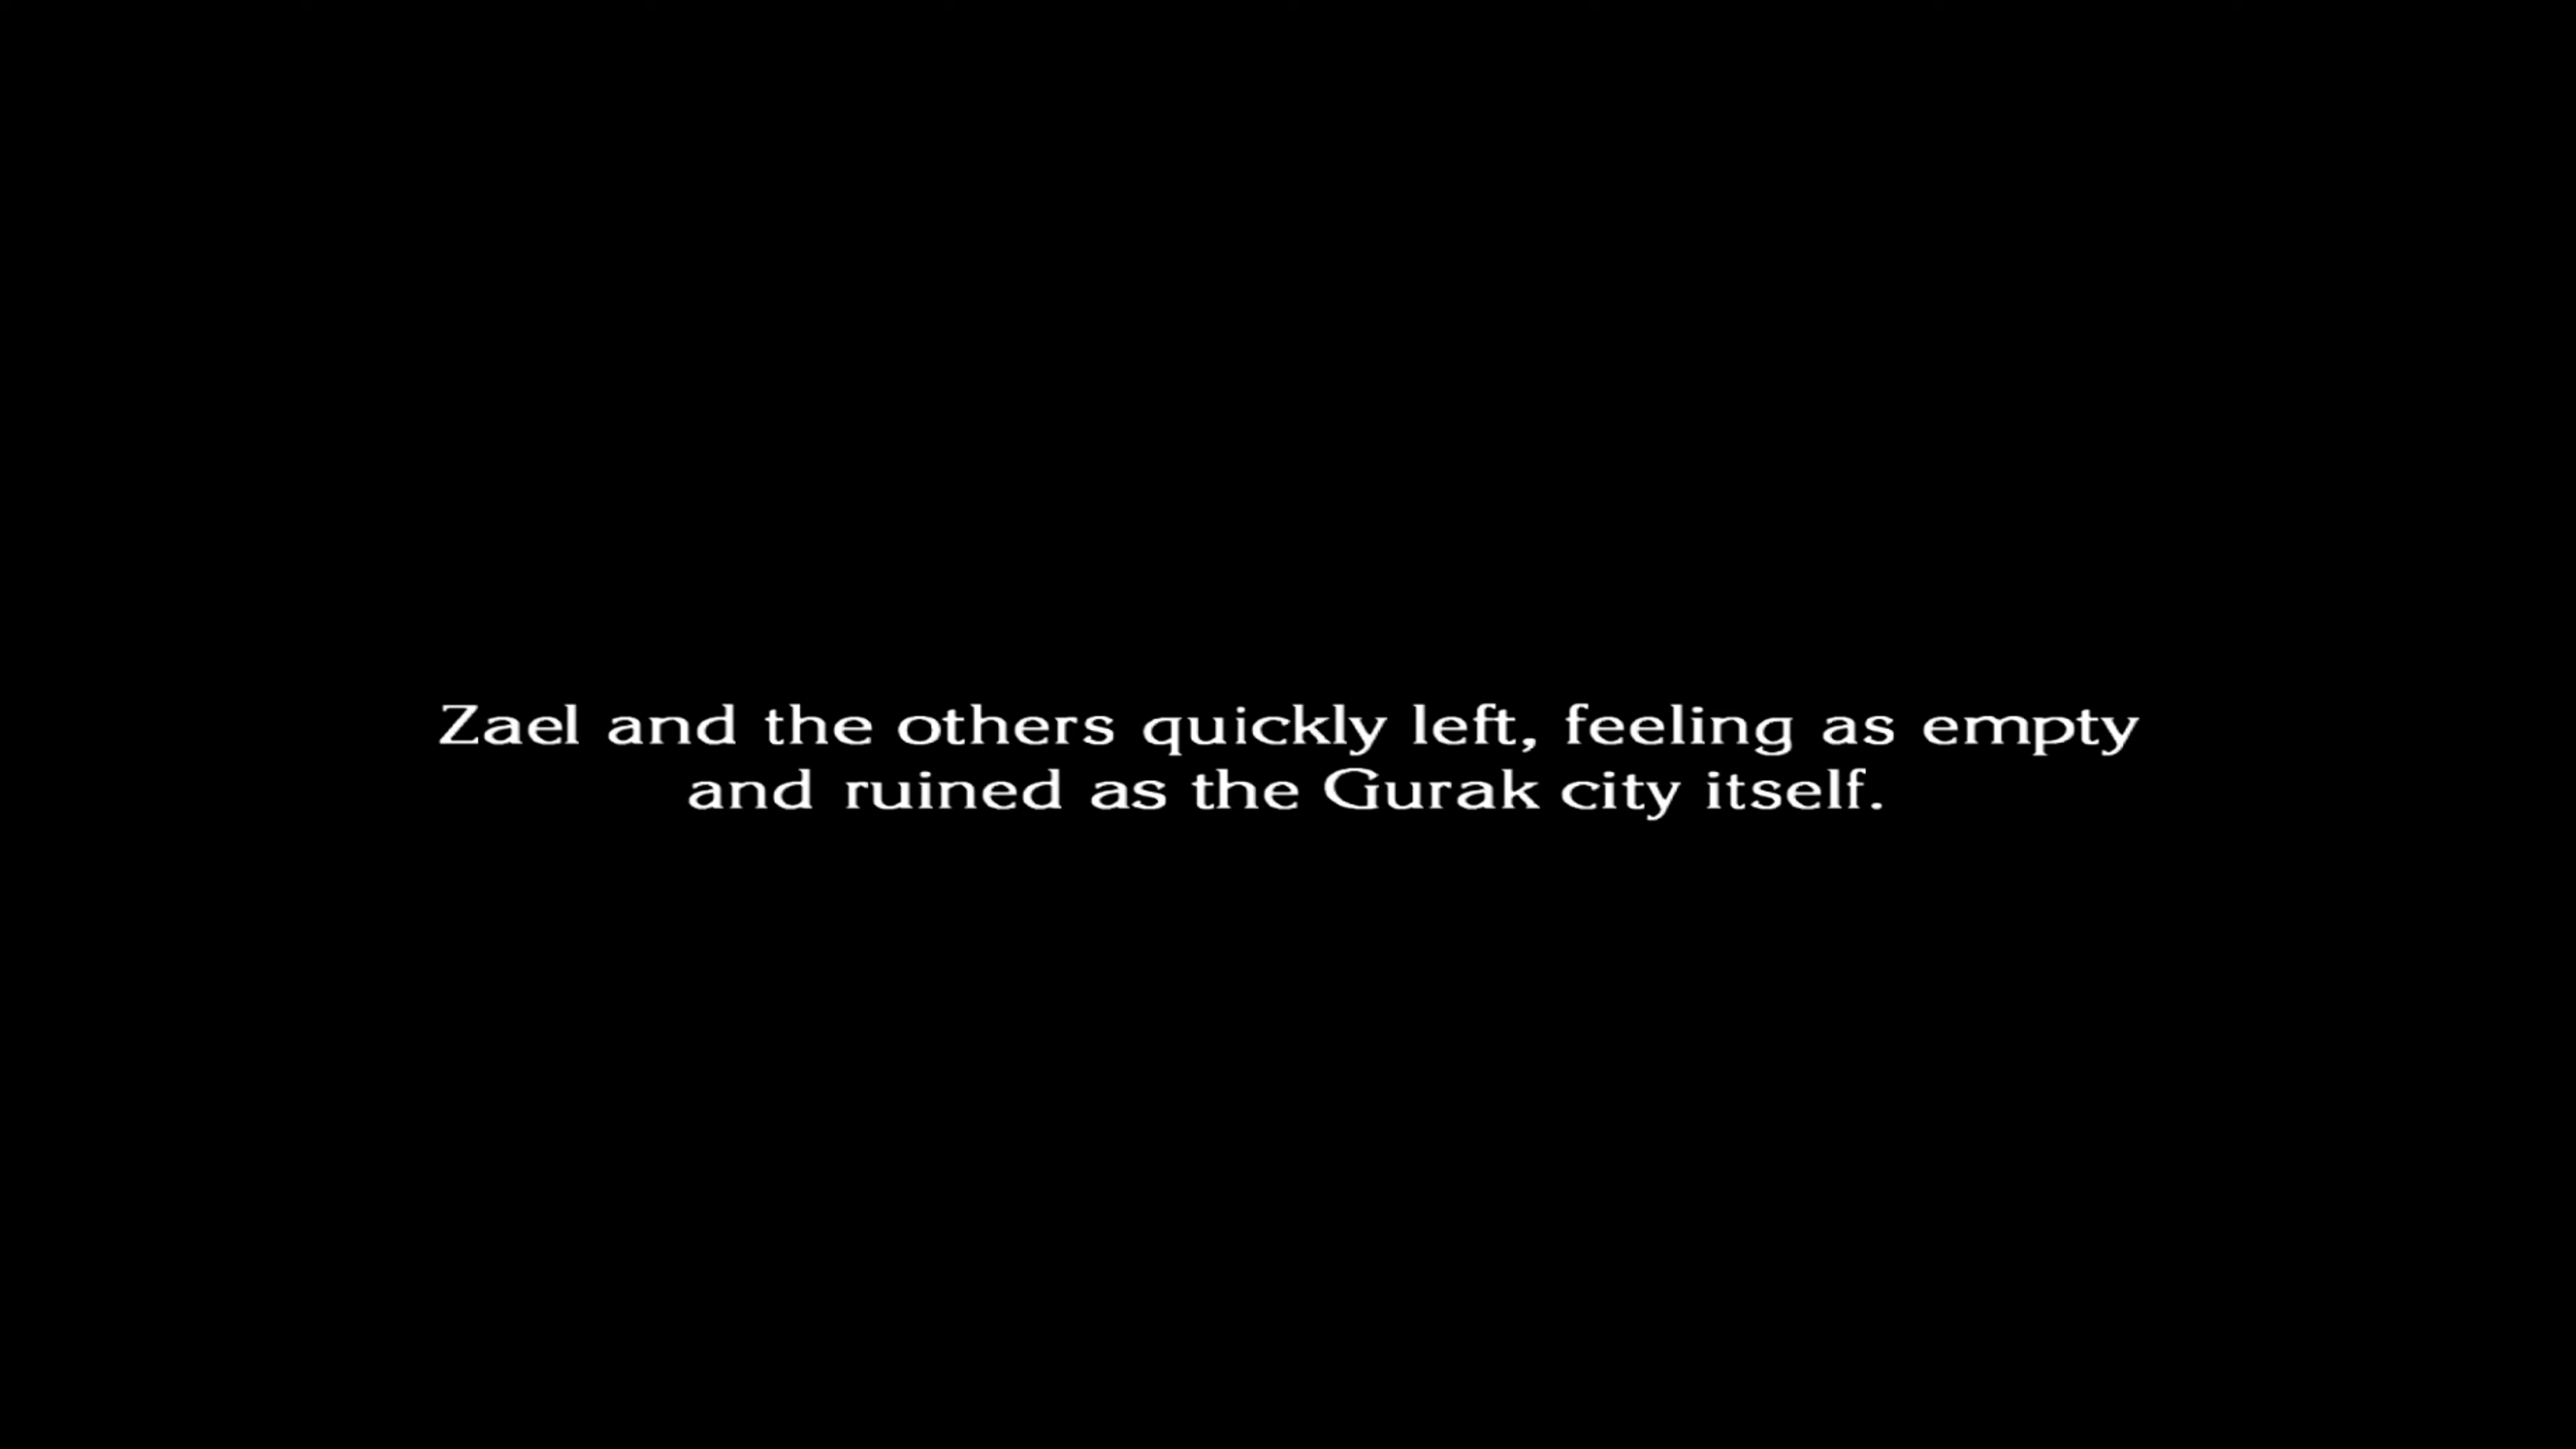 Zael and the others quickly left, feeling as empty
and ruined as the Gurak city itself.